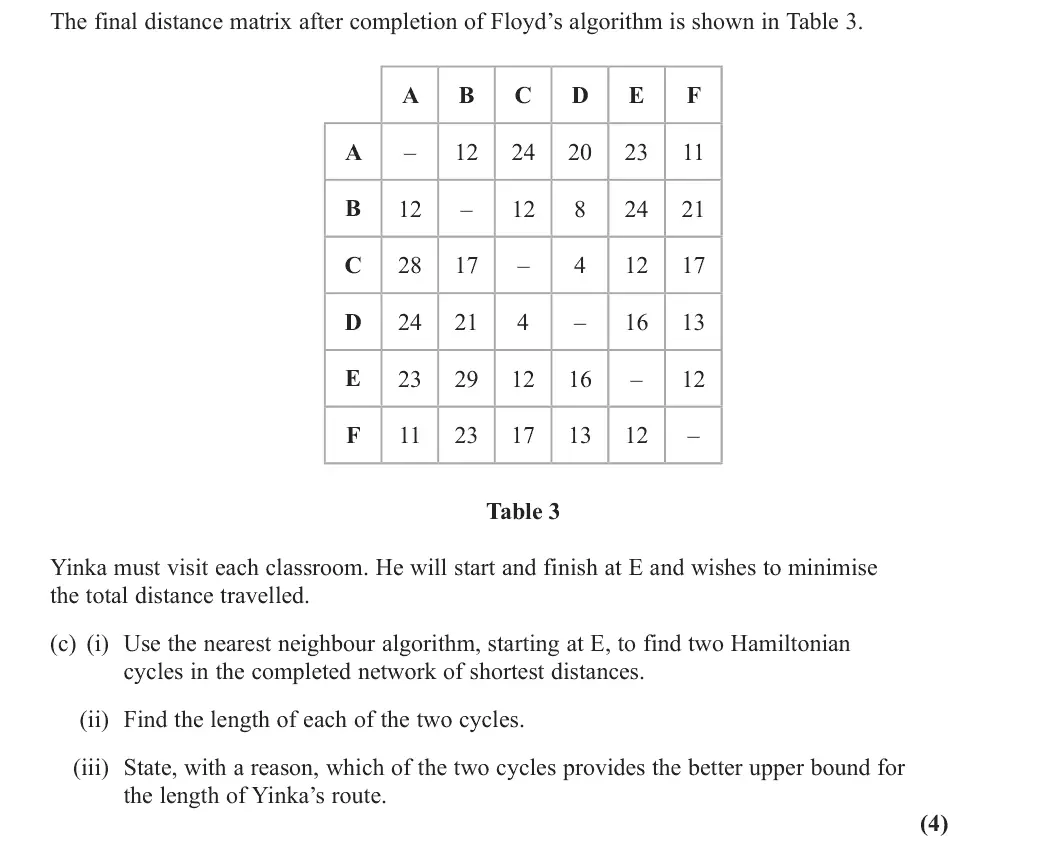 The final distance matrix after completion of Floyd’s algorithm is shown in Table 3.
A B C D E F
A – 12 24 20 23 11
B 12 – 12 8 24 21
C 28 17 – 4 12 17
D 24 21 4 – 16 13
E 23 29 12 16 – 12
F 11 23 17 13 12 –
Table 3
Yinka must visit each classroom. He will start and finish at E and wishes to minimise
the total distance travelled.
(c) (i) Use the nearest neighbour algorithm, starting at E, to find two Hamiltonian
cycles in the completed network of shortest distances.
(ii) Find the length of each of the two cycles.
(iii) State, with a reason, which of the two cycles provides the better upper bound for
the length of Yinka’s route.
(4)